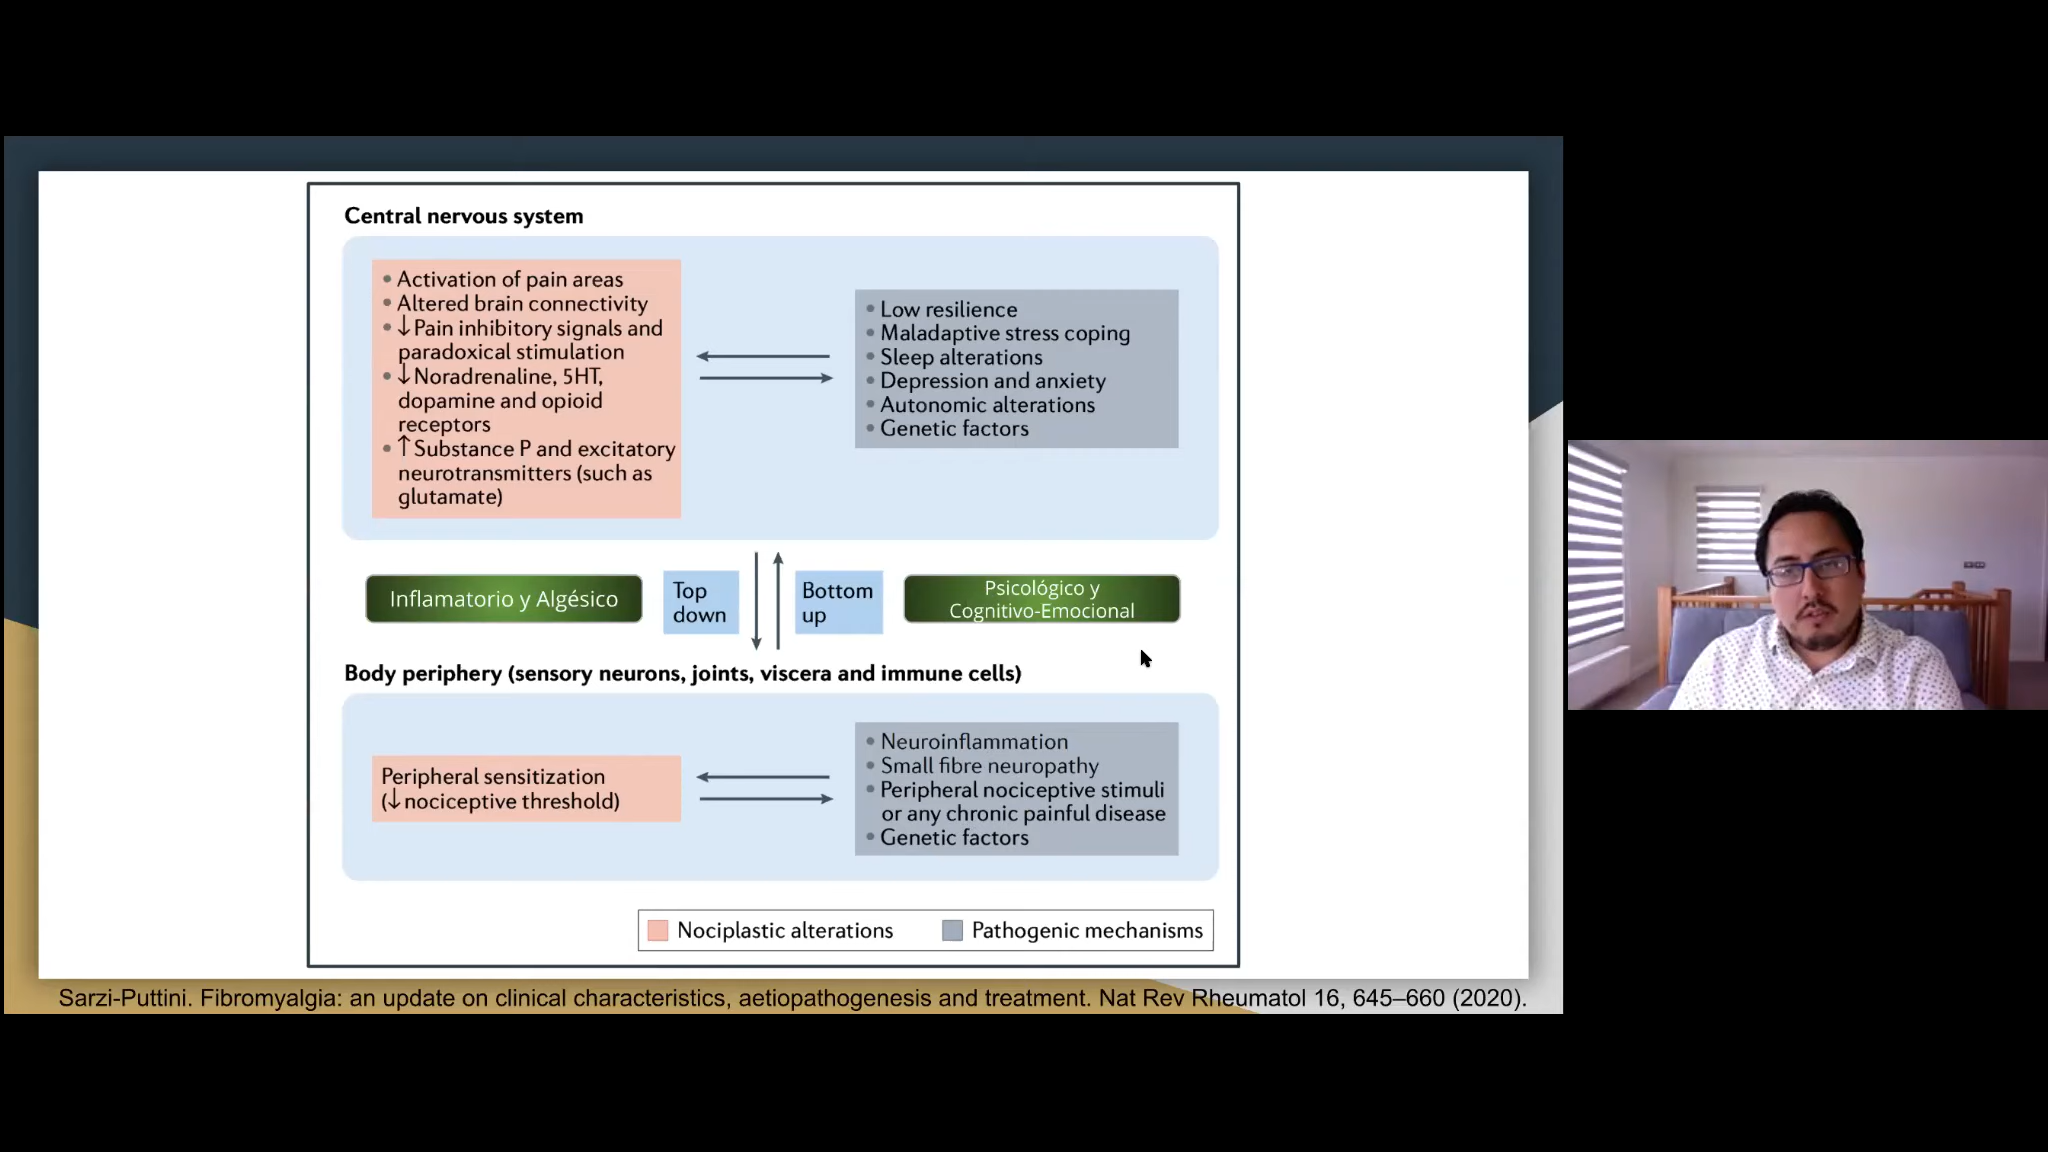 Central nervous system
• Activation of pain areas
• Altered brain connectivity
• ↓Pain inhibitory signals and
paradoxical stimulation
• ↓Noradrenaline, 5HT,
dopamine and opioid
receptors
• ↑Substance P and excitatory
neurotransmitters (such as
glutamate)
• Low resilience
• Maladaptive stress coping
• Sleep alterations
• Depression and anxiety
• Autonomic alterations
• Genetic factors
Inflamatorio y Algésico
Top
down
Bottom
up
Psicológico y
Cognitivo-Emocional
Body periphery (sensory neurons, joints, viscera and immune cells)
Peripheral sensitization
(↓nociceptive threshold)
• Neuroinflammation
• Small fibre neuropathy
• Peripheral nociceptive stimuli
or any chronic painful disease
• Genetic factors
Nociplastic alterations
Pathogenic mechanisms
Sarzi-Puttini. Fibromyalgia: an update on clinical characteristics, aetiopathogenesis and treatment. Nat Rev Rheumatol 16, 645–660 (2020).